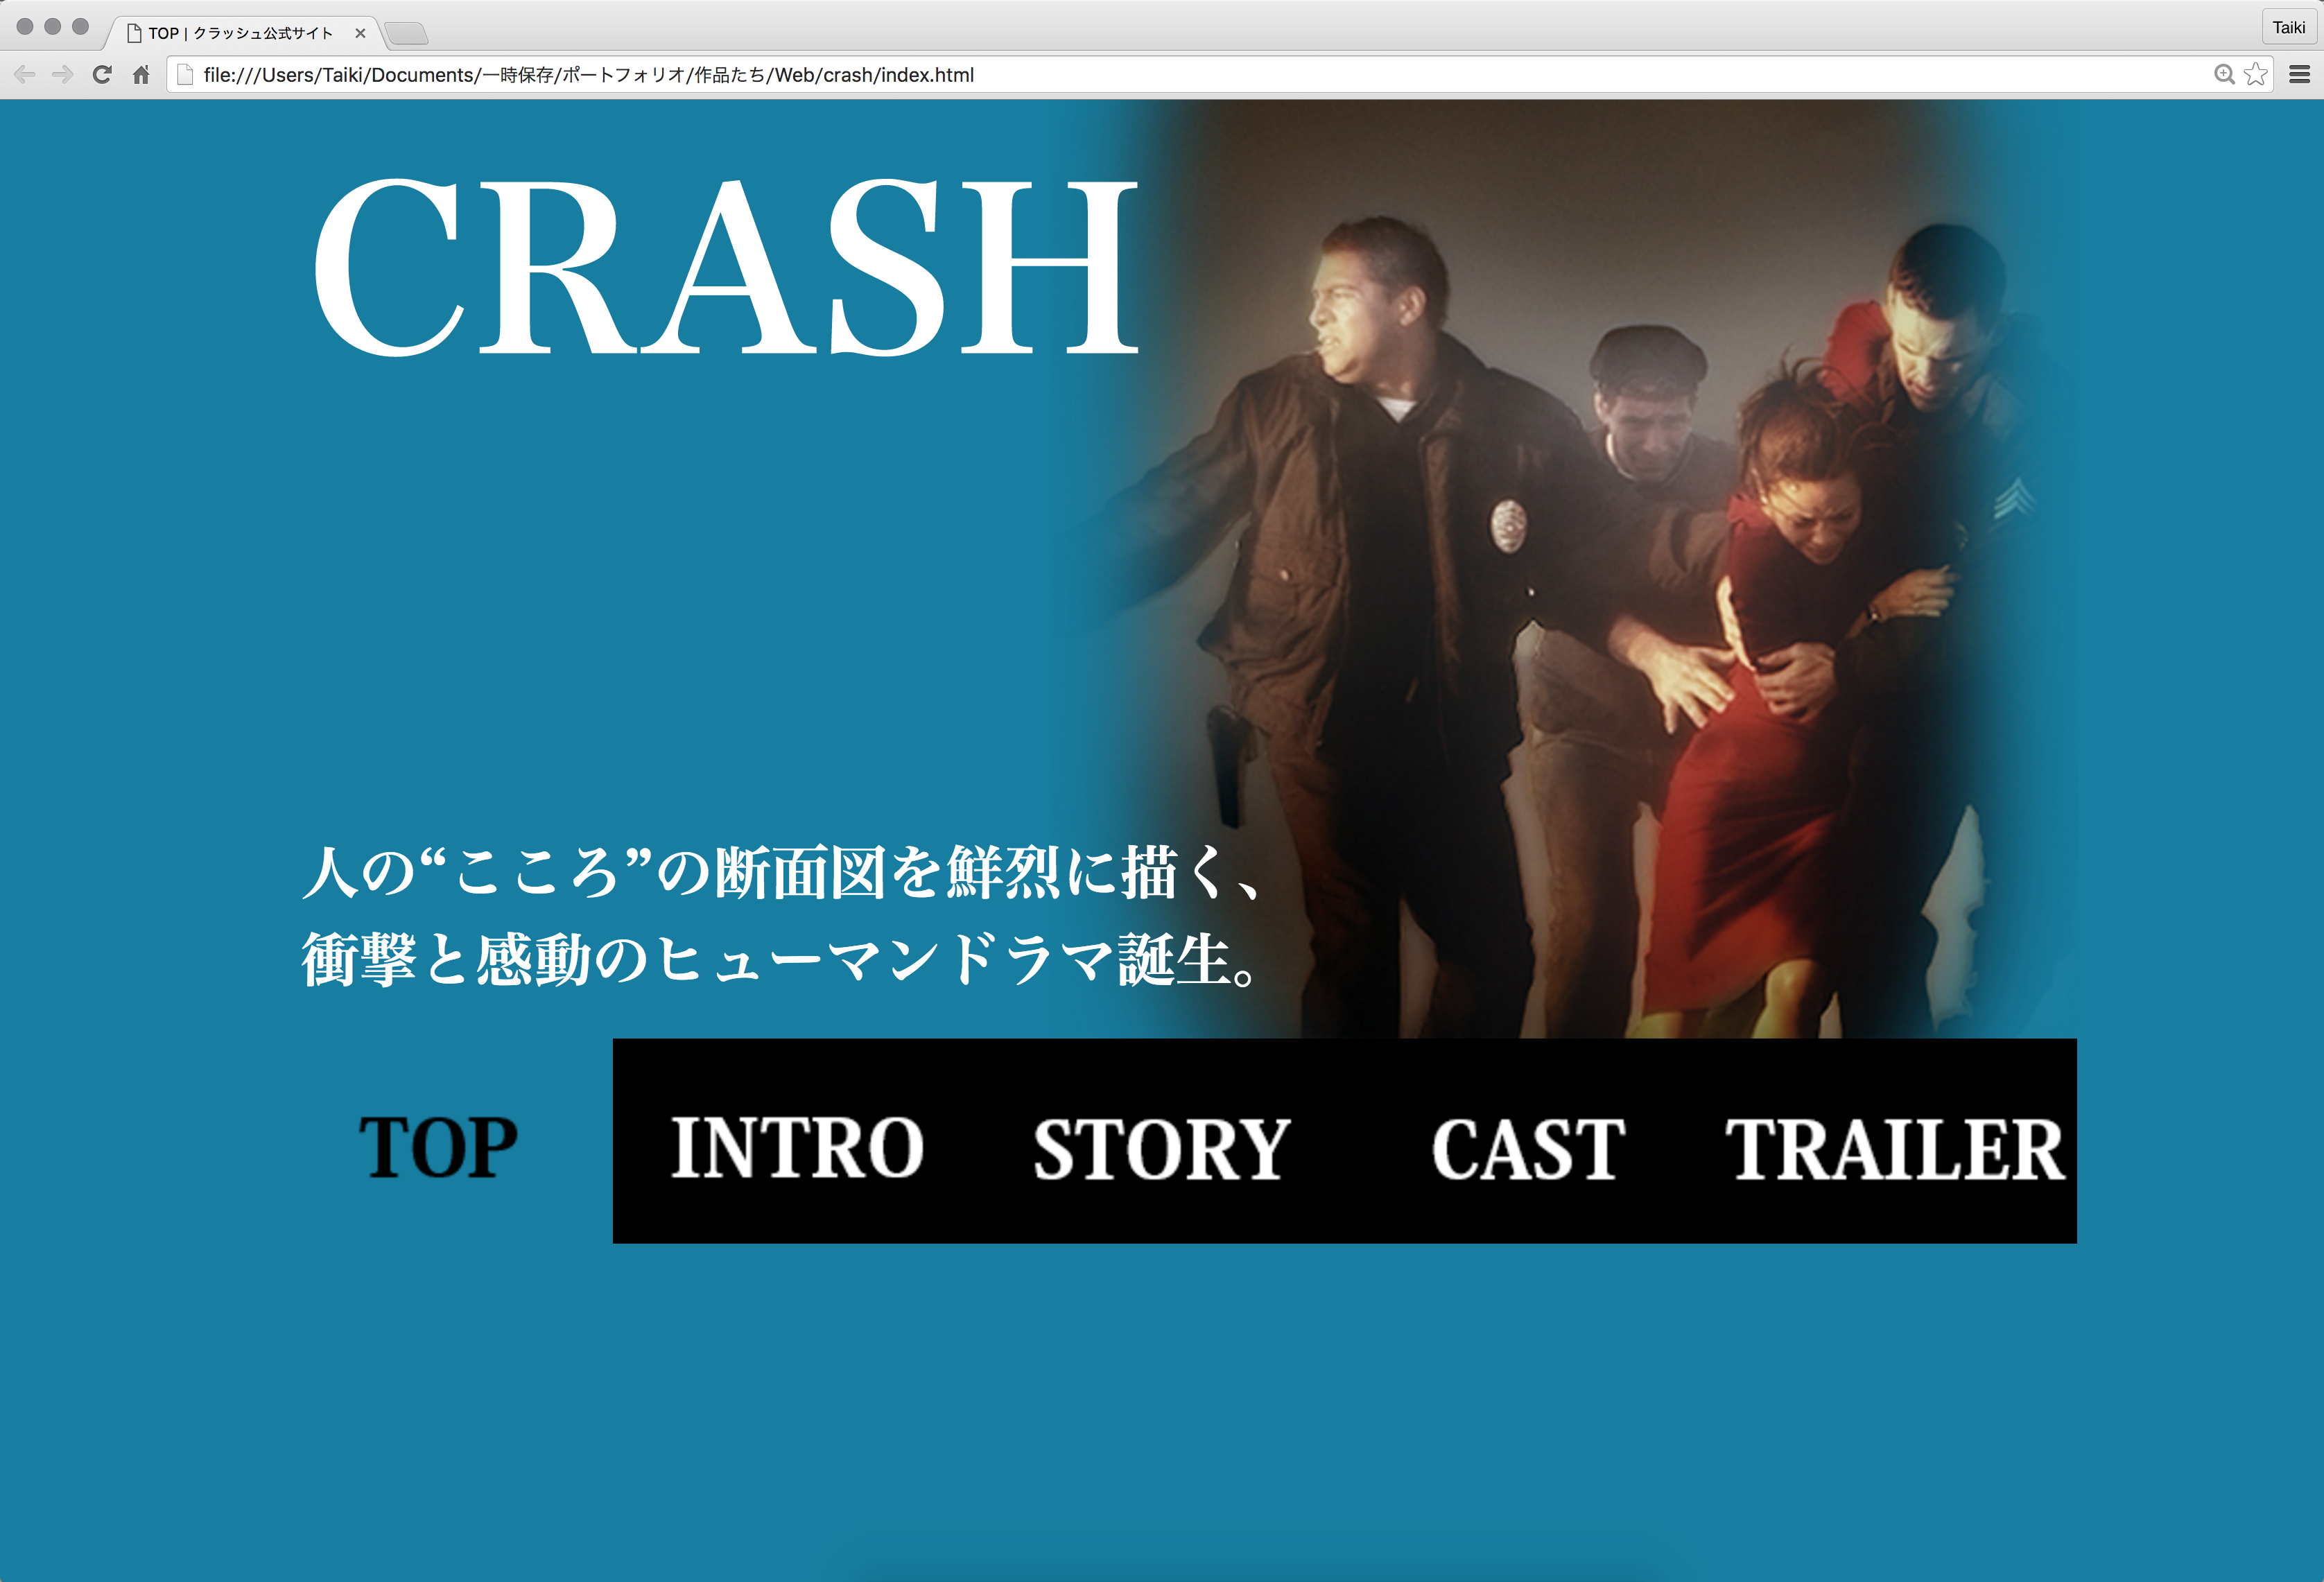 TOP | クラッシュ公式サイト
Taiki
file:///Users/Taiki/Documents/一時保存/ポートフォリオ/作品たち/Web/crash/index.html
CRASH
人の“こころ”の断面図を鮮烈に描く、
衝撃と感動のヒューマンドラマ誕生。
TOP INTRO STORY CAST TRAILER